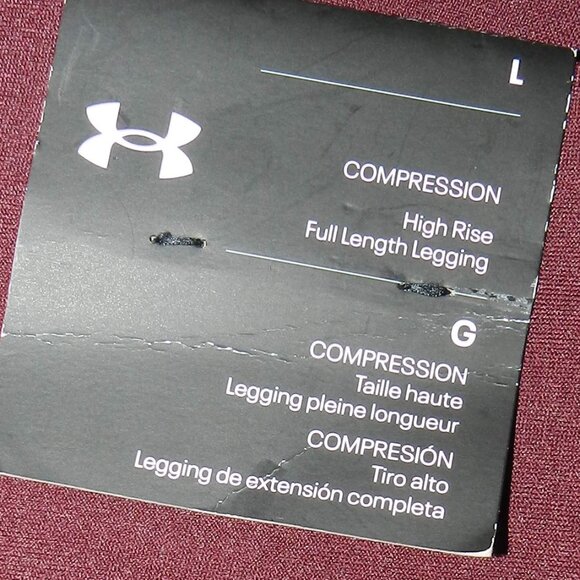 L
COMPRESSION
High Rise
Full Length Legging
G
COMPRESSION
Taille haute
Legging pleine longueur
COMPRESIÓN
Tiro alto
Legging de extensión completa